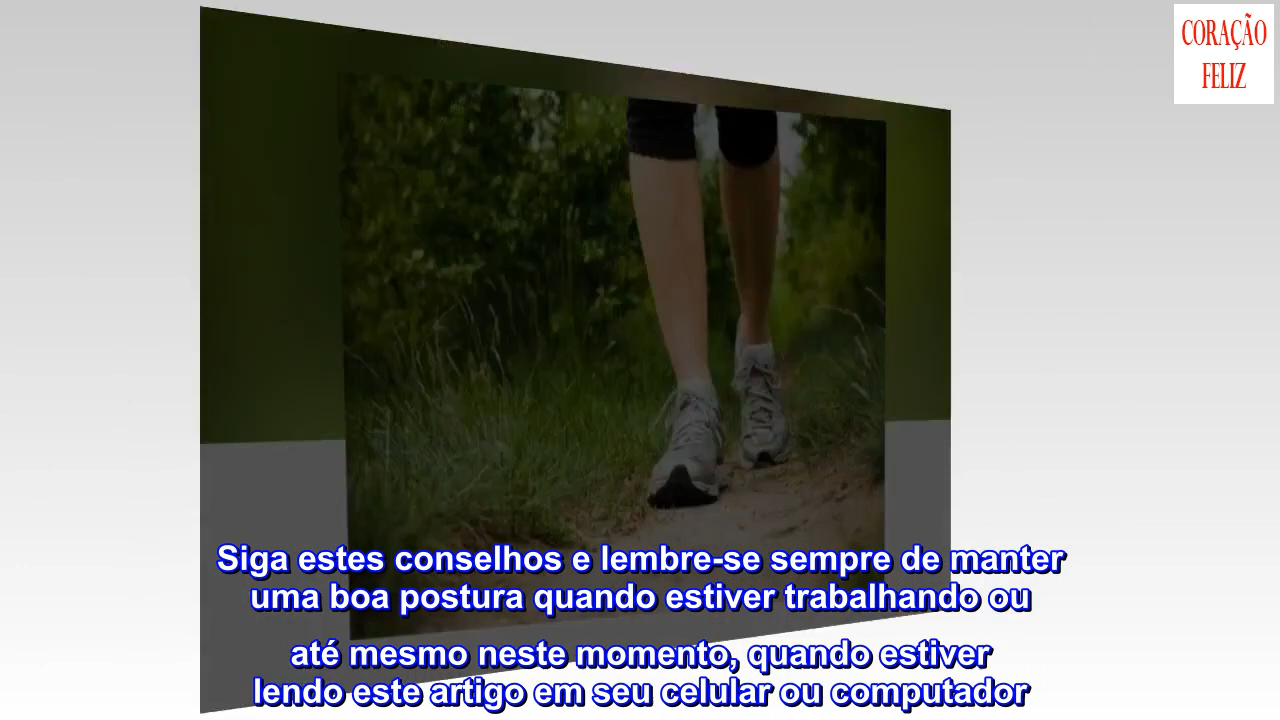 CORAÇÃO
FELIZ
Siga estes conselhos e lembre-se sempre de manter
uma boa postura quando estiver trabalhando ou
até mesmo neste momento, quando estiver
lendo este artigo em seu celular ou computador